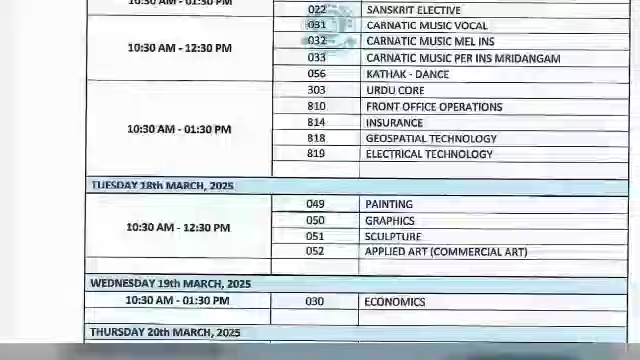 10:30 AM - 01:30 PM
022 SANSKRIT ELECTIVE
031 CARNATIC MUSIC VOCAL
10:30 AM - 12:30 PM 032 CARNATIC MUSIC MEL INS
033 CARNATIC MUSIC PER INS MRIDANGAM
056 KATHAK - DANCE
303 URDU CORE
810 FRONT OFFICE OPERATIONS
10:30 AM - 01:30 PM 814 INSURANCE
818 GEOSPATIAL TECHNOLOGY
819 ELECTRICAL TECHNOLOGY
TUESDAY 18th MARCH, 2025
049 PAINTING
10:30 AM - 12:30 PM 050 GRAPHICS
051 SCULPTURE
052 APPLIED ART (COMMERCIAL ART)
WEDNESDAY 19th MARCH, 2025
10:30 AM - 01:30 PM 030 ECONOMICS
THURSDAY 20th MARCH, 2025